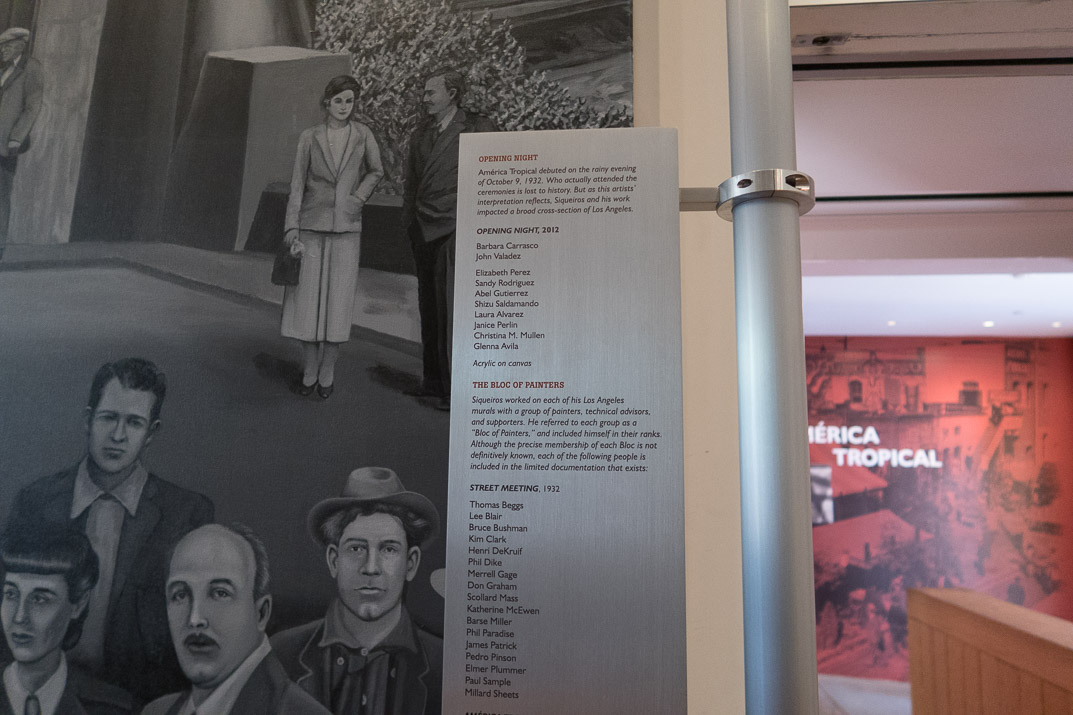 OPENING NIGHT
América Tropical debuted on the rainy evening
of October 9, 1932. Who actually attended the
ceremonies is lost to history. But as this artists'
interpretation reflects, Siqueiros and his work
impacted a broad cross-section of Los Angeles.
OPENING NIGHT, 2012
Barbara Carrasco
John Valadez
Elizabeth Perez
Sandy Rodriguez
Abel Gutierrez
Shizu Saldamando
Laura Alvarez
Janice Perlin
Christina M. Mullen
Glenna Avila
Acrylic on canvas
THE BLOC OF PAINTERS
Siqueiros worked on each of his Los Angeles
murals with a group of painters, technical advisors,
and supporters. He referred to each group as a
"Bloc of Painters," and included himself in their ranks.
Although the precise membership of each Bloc is not
definitively known, each of the following people is
included in the limited documentation that exists:
STREET MEETING, 1932
Thomas Beggs
Lee Blair
Bruce Bushman
Kim Clark
Henri DeKruif
Phil Dike
Merrell Gage
Don Graham
Scollard Mass
Katherine McEwen
Barse Miller
Phil Paradise
James Patrick
Pedro Pinson
Elmer Plummer
Paul Sample
Millard Sheets
MÉRICA
TROPICAL